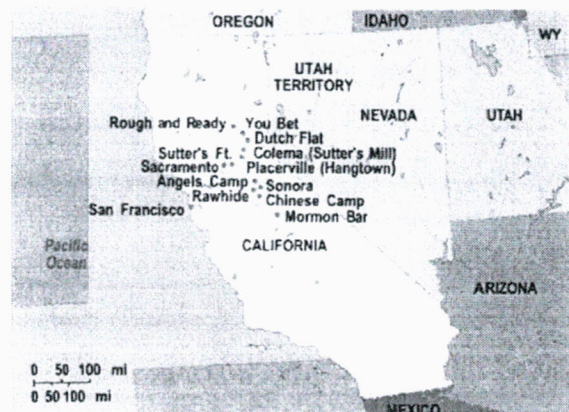 OREGON
IDAHO
WY
UTAH
TERRITORY
NEVADA
UTAH
Rough and Ready
You Bet
Dutch Flat
Sutter's Ft.
Colema (Sutter's Mill)
Sacramento
Placerville (Hangtown)
Angels Camp
Sonora
Rawhide
Chinese Camp
San Francisco
Mormon Bar
Pacific
Ocean
CALIFORNIA
ARIZONA
0 50 100 mi
0 50 100 mi
MEXICO